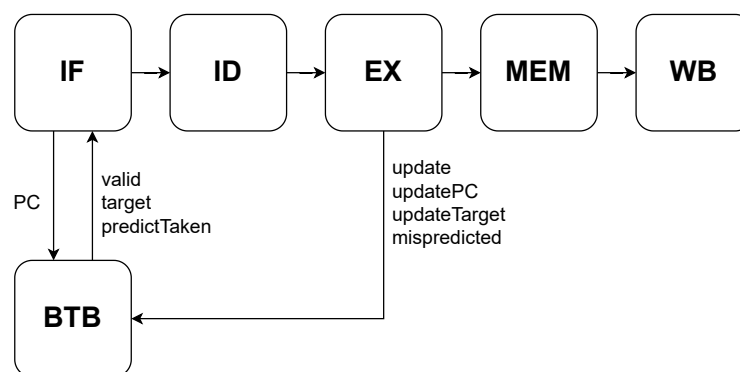 IF
ID
EX
MEM
WB
PC
valid
target
predictTaken
update
updatePC
updateTarget
mispredicted
BTB